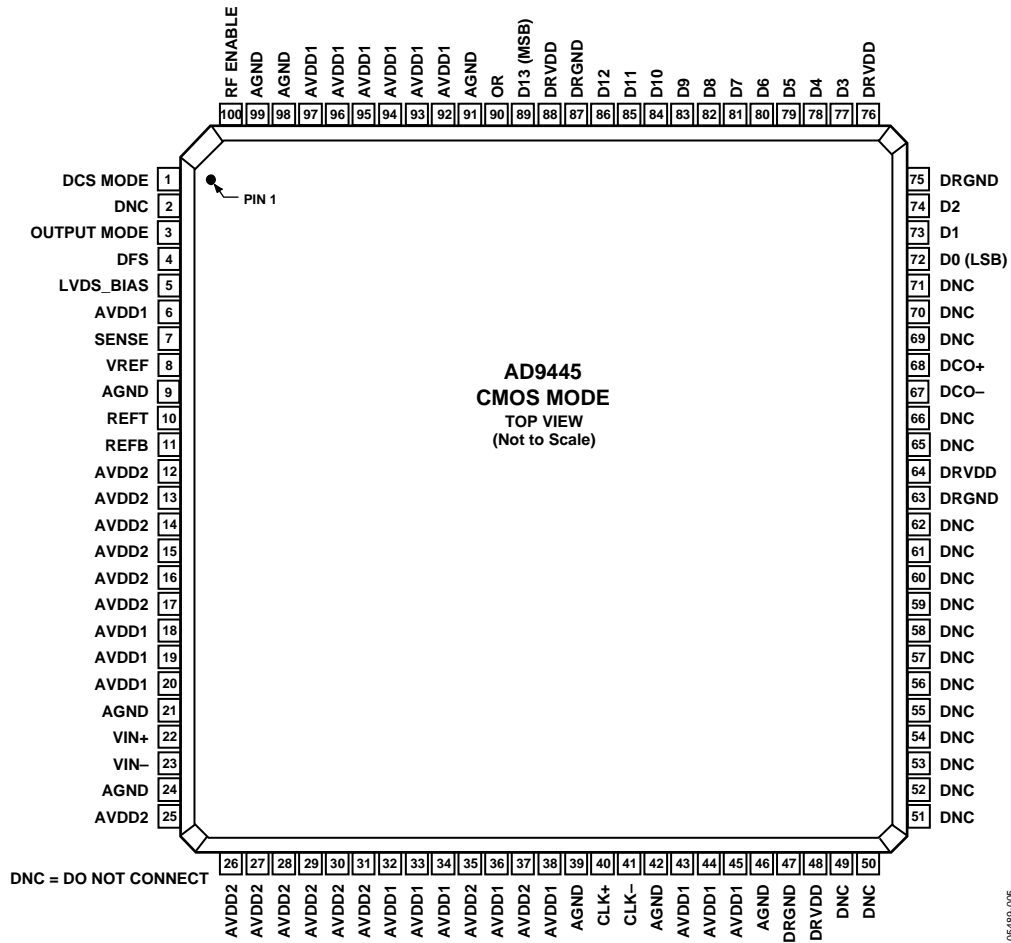 RF ENABLE
AGND
AGND
AVDD1
AVDD1
AVDD1
AVDD1
AVDD1
AVDD1
AGND
OR
D13 (MSB)
DRVDD
DRGND
D12
D11
D10
D9
D8
D7
D6
D5
D4
D3
DRVDD
100 99 98 97 96 95 94 93 92 91 90 89 88 87 86 85 84 83 82 81 80 79 78 77 76
DCS MODE 1
DNC 2
OUTPUT MODE 3
DFS 4
LVDS_BIAS 5
AVDD1 6
SENSE 7
VREF 8
AGND 9
REFT 10
REFB 11
AVDD2 12
AVDD2 13
AVDD2 14
AVDD2 15
AVDD2 16
AVDD2 17
AVDD1 18
AVDD1 19
AVDD1 20
AGND 21
VIN+ 22
VIN– 23
AGND 24
AVDD2 25
PIN 1
AD9445
CMOS MODE
TOP VIEW
(Not to Scale)
75 DRGND
74 D2
73 D1
72 D0 (LSB)
71 DNC
70 DNC
69 DNC
68 DCO+
67 DCO–
66 DNC
65 DNC
64 DRVDD
63 DRGND
62 DNC
61 DNC
60 DNC
59 DNC
58 DNC
57 DNC
56 DNC
55 DNC
54 DNC
53 DNC
52 DNC
51 DNC
26 27 28 29 30 31 32 33 34 35 36 37 38 39 40 41 42 43 44 45 46 47 48 49 50
AVDD2
AVDD2
AVDD2
AVDD2
AVDD2
AVDD2
AVDD1
AVDD1
AVDD1
AVDD2
AVDD1
AVDD2
AVDD1
AGND
CLK+
CLK–
AGND
AVDD1
AVDD1
AVDD1
AGND
DRGND
DRVDD
DNC
DNC
DNC = DO NOT CONNECT
05489-005